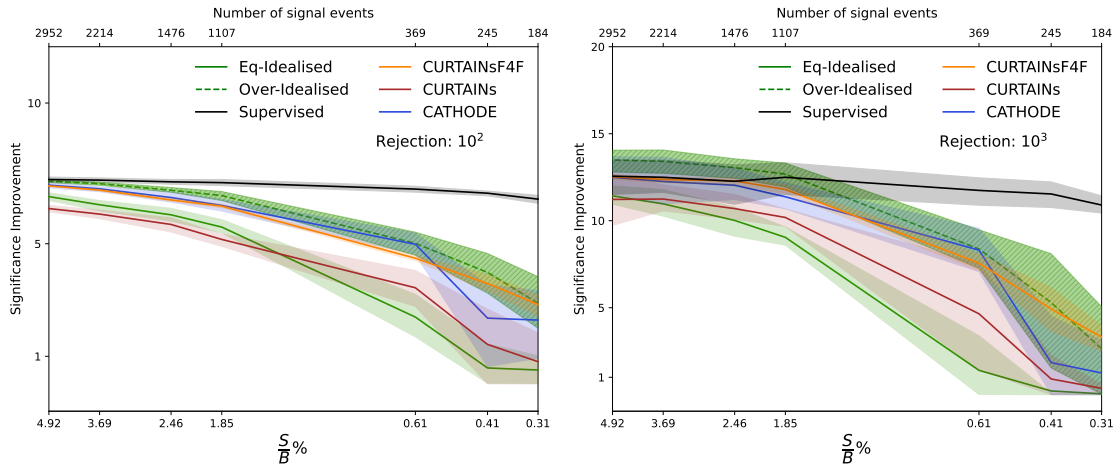 Number of signal events
2952 2214 1476 1107 369 245 184
Eq-Idealised CURTAINsF4F
Over-Idealised CURTAINs
Supervised CATHODE
Rejection: 10²
10
5
1
Significance Improvement
4.92 3.69 2.46 1.85 0.61 0.41 0.31
S/B %
Number of signal events
2952 2214 1476 1107 369 245 184
20
Eq-Idealised CURTAINsF4F
Over-Idealised CURTAINs
Supervised CATHODE
Rejection: 10³
15
10
5
1
Significance Improvement
4.92 3.69 2.46 1.85 0.61 0.41 0.31
S/B %